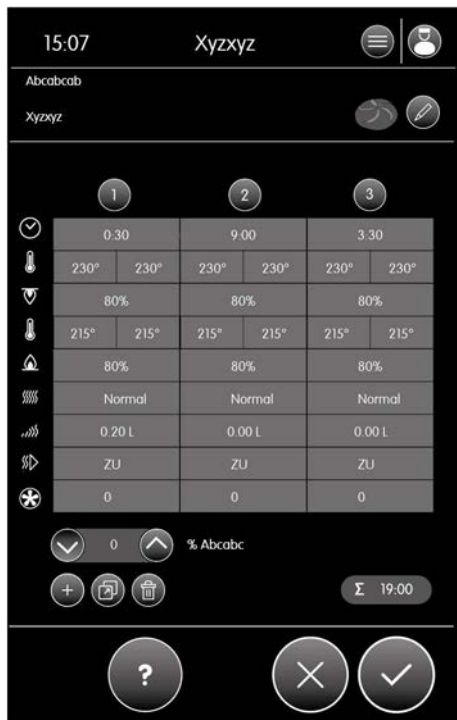 15:07 Xyzxyz
Abcabcab
Xyzxyz
1 2 3
0:30 9:00 3:30
230° 230° 230° 230° 230° 230°
80% 80% 80%
215° 215° 215° 215° 215° 215°
80% 80% 80%
Normal Normal Normal
0.20 L 0.00 L 0.00 L
ZU ZU ZU
0 0 0
0 % Abcabc
Σ 19:00
?